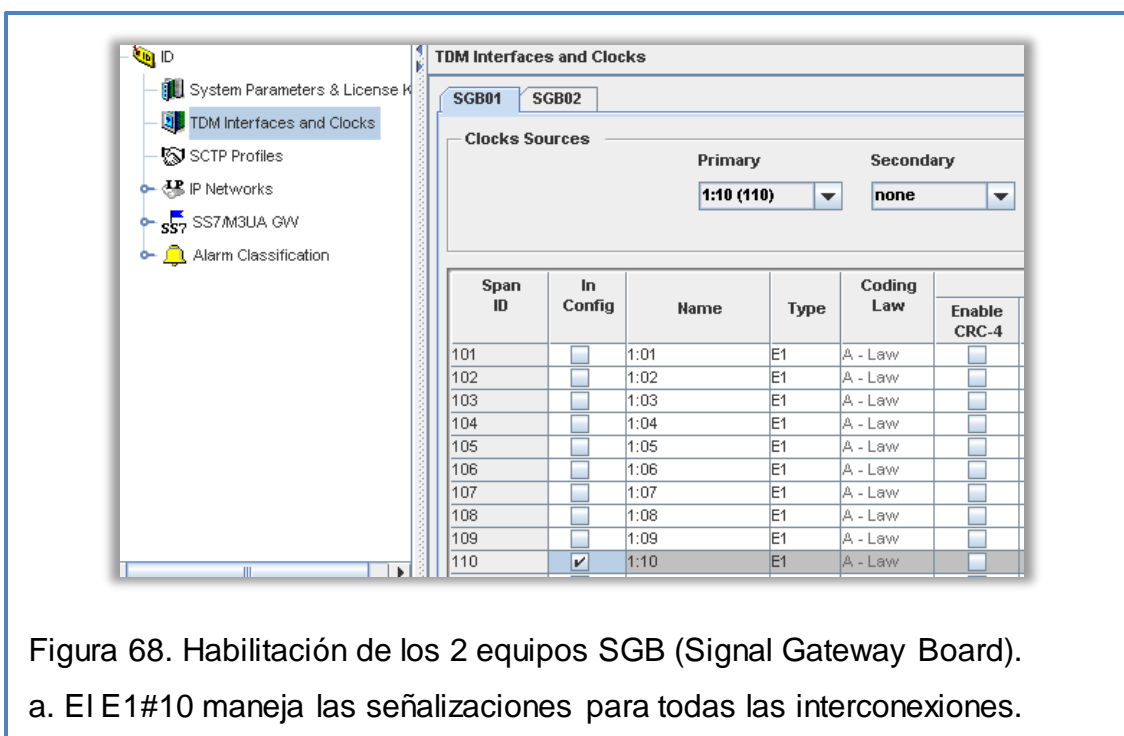 ID
System Parameters & License K
TDM Interfaces and Clocks
SCTP Profiles
IP Networks
SS7 SS7/M3UA GW
Alarm Classification
TDM Interfaces and Clocks
SGB01 SGB02
Clocks Sources
Primary Secondary
1:10 (110) none
Span ID In Config Name Type Coding Law Enable CRC-4
101 1:01 E1 A - Law
102 1:02 E1 A - Law
103 1:03 E1 A - Law
104 1:04 E1 A - Law
105 1:05 E1 A - Law
106 1:06 E1 A - Law
107 1:07 E1 A - Law
108 1:08 E1 A - Law
109 1:09 E1 A - Law
110 1:10 E1 A - Law
Figura 68. Habilitación de los 2 equipos SGB (Signal Gateway Board).
a. El E1#10 maneja las señalizaciones para todas las interconexiones.